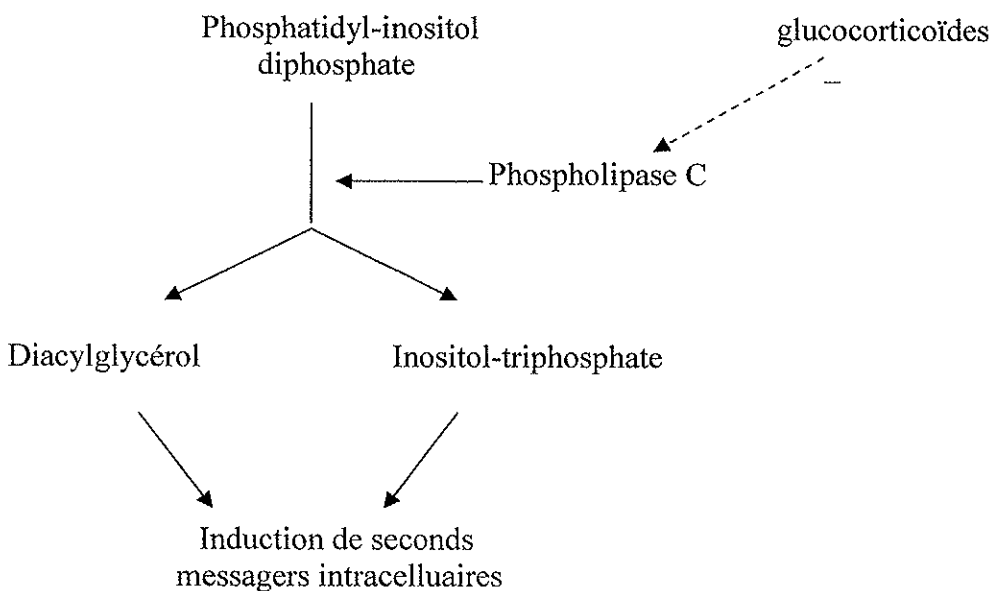 Phosphatidyl-inositol
diphosphate
glucocorticoïdes
–
Phospholipase C
Diacylglycérol
Inositol-triphosphate
Induction de seconds
messagers intracelluaires